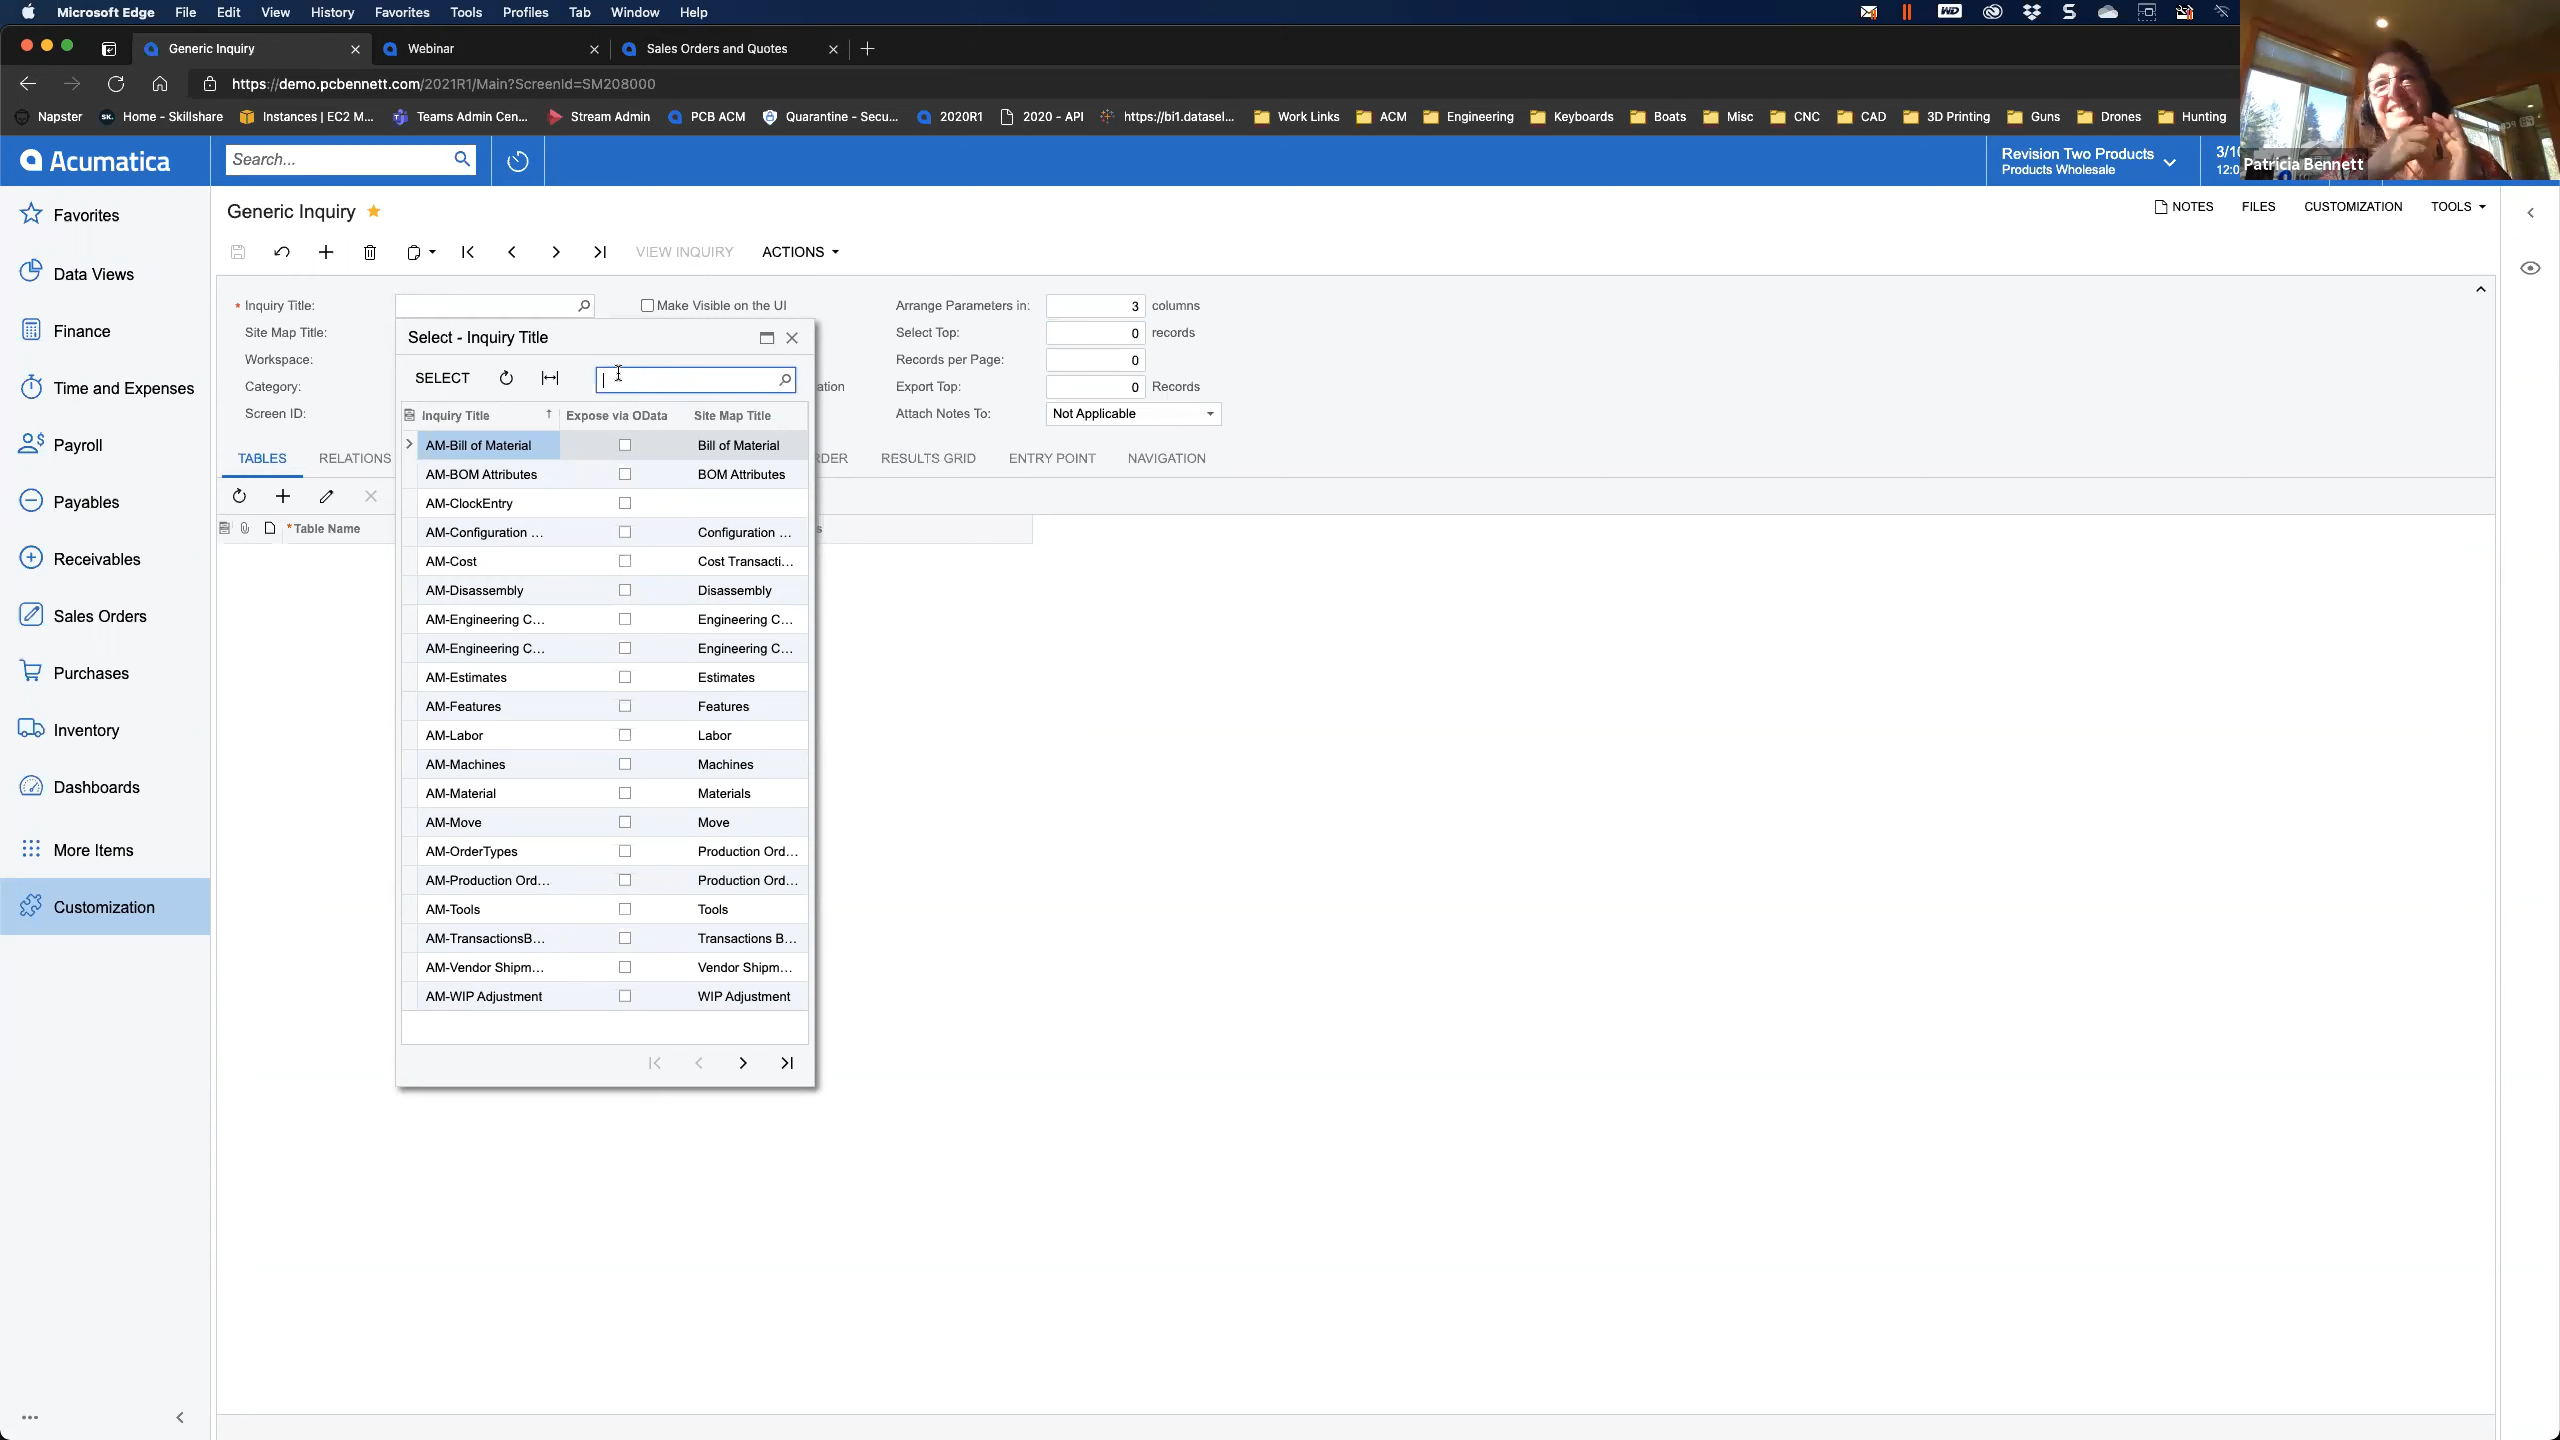 Microsoft Edge File Edit View History Favorites Tools Profiles Tab Window Help
Generic Inquiry
Webinar
Sales Orders and Quotes
https://demo.pcbennett.com/2021R1/Main?ScreenId=SM208000
Napster
SK. Home - Skillshare
Instances | EC2 M...
Teams Admin Cen...
Stream Admin
PCB ACM
Quarantine - Secu...
2020R1
2020 - API
https://bi1.datasel...
Work Links
ACM
Engineering
Keyboards
Boats
Misc
CNC
CAD
3D Printing
Guns
Drones
Hunting
Patricia Bennett
Acumatica
Search...
Revision Two Products
Products Wholesale
3/1
12:0
Favorites
Data Views
Finance
Time and Expenses
Payroll
Payables
Receivables
Sales Orders
Purchases
Inventory
Dashboards
More Items
Customization
Generic Inquiry
NOTES FILES CUSTOMIZATION TOOLS
VIEW INQUIRY ACTIONS
* Inquiry Title:
Site Map Title:
Workspace:
Category:
Screen ID:
Make Visible on the UI
ation
Arrange Parameters in: 3 columns
Select Top: 0 records
Records per Page: 0
Export Top: 0 Records
Attach Notes To: Not Applicable
TABLES RELATIONS RDER RESULTS GRID ENTRY POINT NAVIGATION
* Table Name s
Select - Inquiry Title
SELECT
Inquiry Title Expose via OData Site Map Title
AM-Bill of Material Bill of Material
AM-BOM Attributes BOM Attributes
AM-ClockEntry
AM-Configuration ... Configuration ...
AM-Cost Cost Transacti...
AM-Disassembly Disassembly
AM-Engineering C... Engineering C...
AM-Engineering C... Engineering C...
AM-Estimates Estimates
AM-Features Features
AM-Labor Labor
AM-Machines Machines
AM-Material Materials
AM-Move Move
AM-OrderTypes Production Ord...
AM-Production Ord... Production Ord...
AM-Tools Tools
AM-TransactionsB... Transactions B...
AM-Vendor Shipm... Vendor Shipm...
AM-WIP Adjustment WIP Adjustment